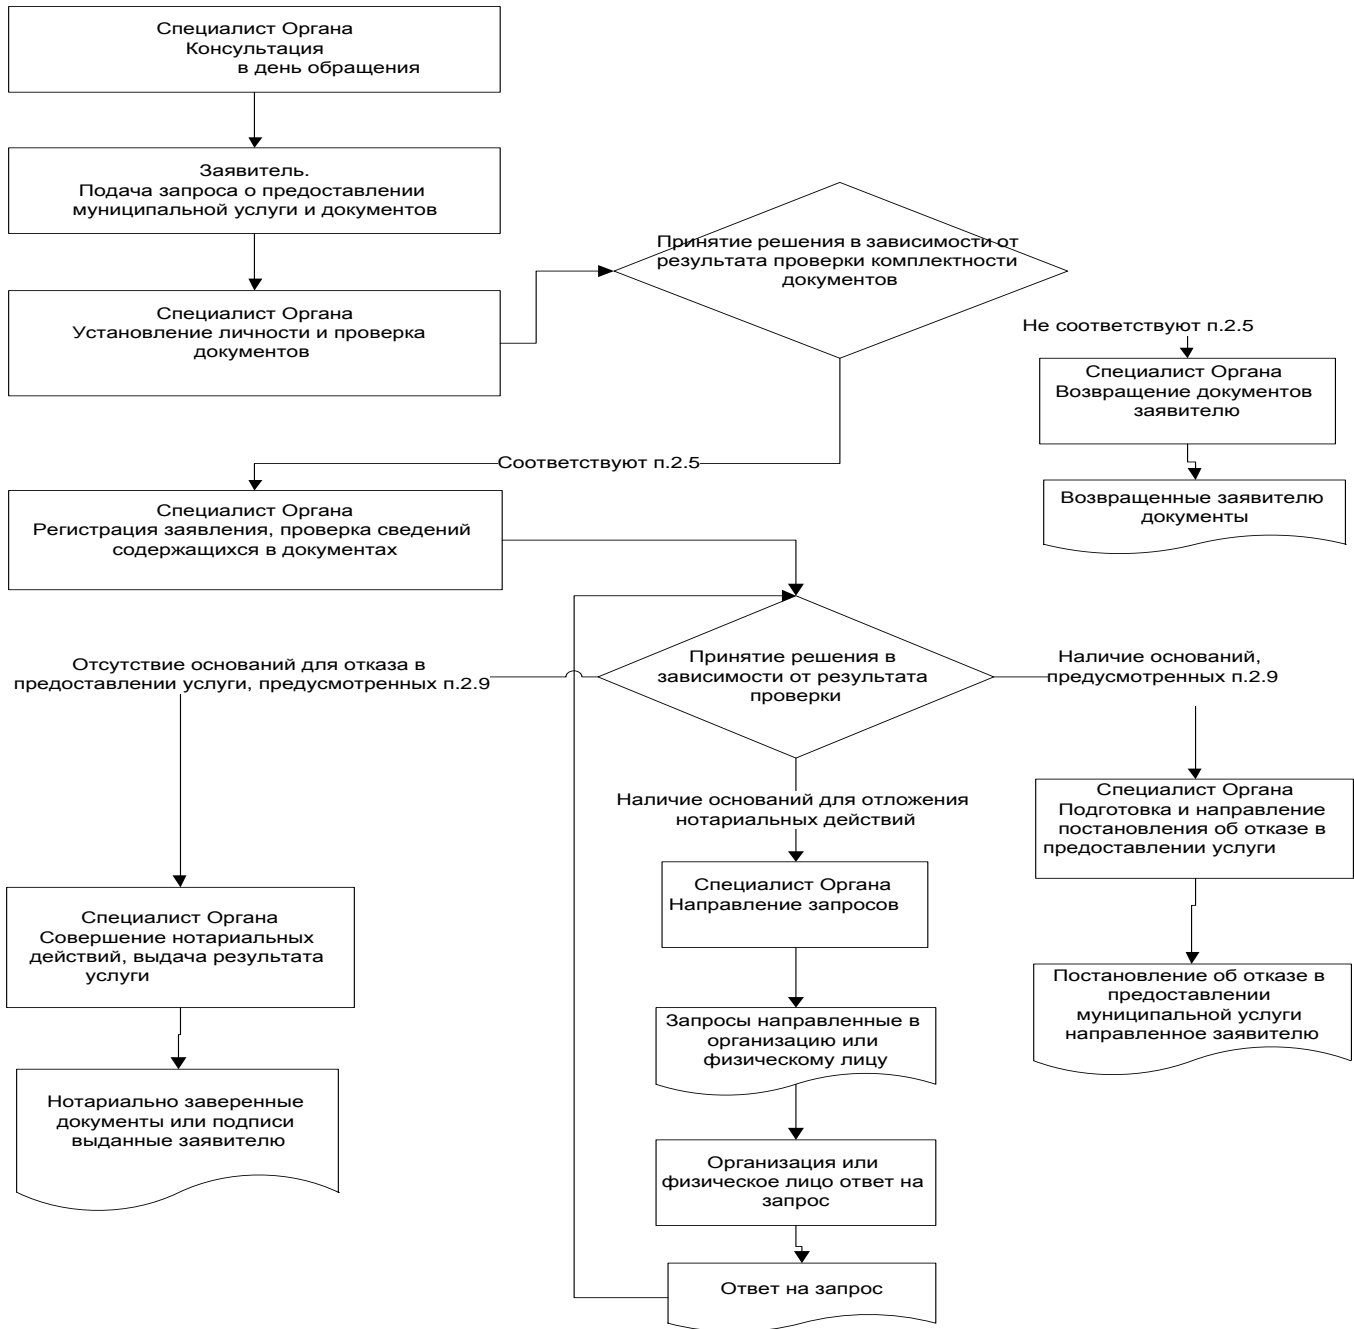 Специалист Органа
Консультация
в день обращения
Заявитель.
Подача запроса о предоставлении
муниципальной услуги и документов
Специалист Органа
Установление личности и проверка
документов
Принятие решения в зависимости от
результата проверки комплектности
документов
Не соответствуют п.2.5
Специалист Органа
Возвращение документов
заявителю
Возвращенные заявителю
документы
Соответствуют п.2.5
Специалист Органа
Регистрация заявления, проверка сведений
содержащихся в документах
Принятие решения в
зависимости от результата
проверки
Отсутствие оснований для отказа в
предоставлении услуги, предусмотренных п.2.9
Наличие оснований,
предусмотренных п.2.9
Наличие оснований для отложения
нотариальных действий
Специалист Органа
Подготовка и направление
постановления об отказе в
предоставлении услуги
Специалист Органа
Направление запросов
Специалист Органа
Совершение нотариальных
действий, выдача результата
услуги
Постановление об отказе в
предоставлении
муниципальной услуги
направленное заявителю
Запросы направленные в
организацию или
физическому лицу
Нотариально заверенные
документы или подписи
выданные заявителю
Организация или
физическое лицо ответ на
запрос
Ответ на запрос